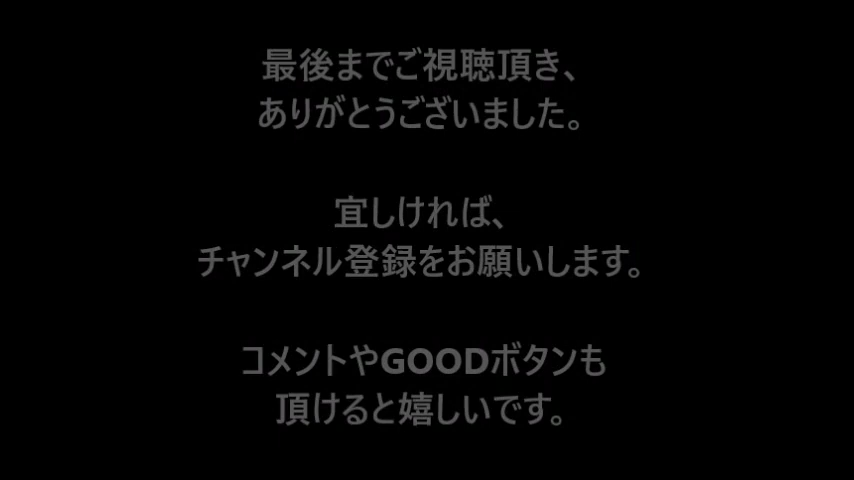 最後までご視聴頂き、
ありがとうございました。
宜しければ、
チャンネル登録をお願いします。
コメントやGOODボタンも
頂けると嬉しいです。